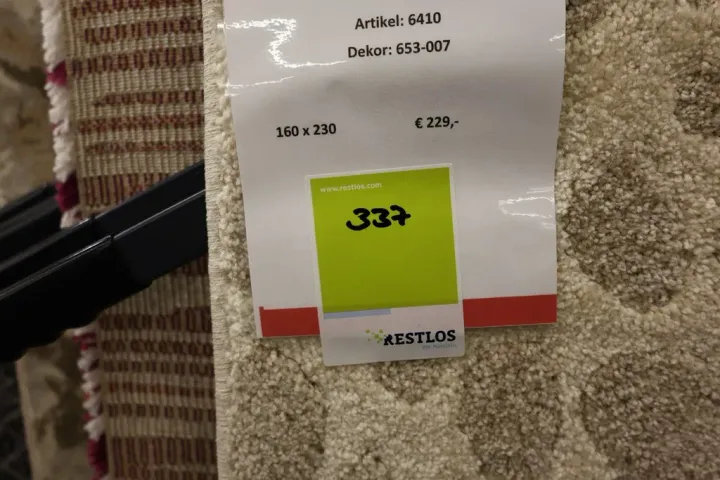 Artikel: 6410
Dekor: 653-007
160 x 230 € 229,-
www.restlos.com
337
RESTLOS